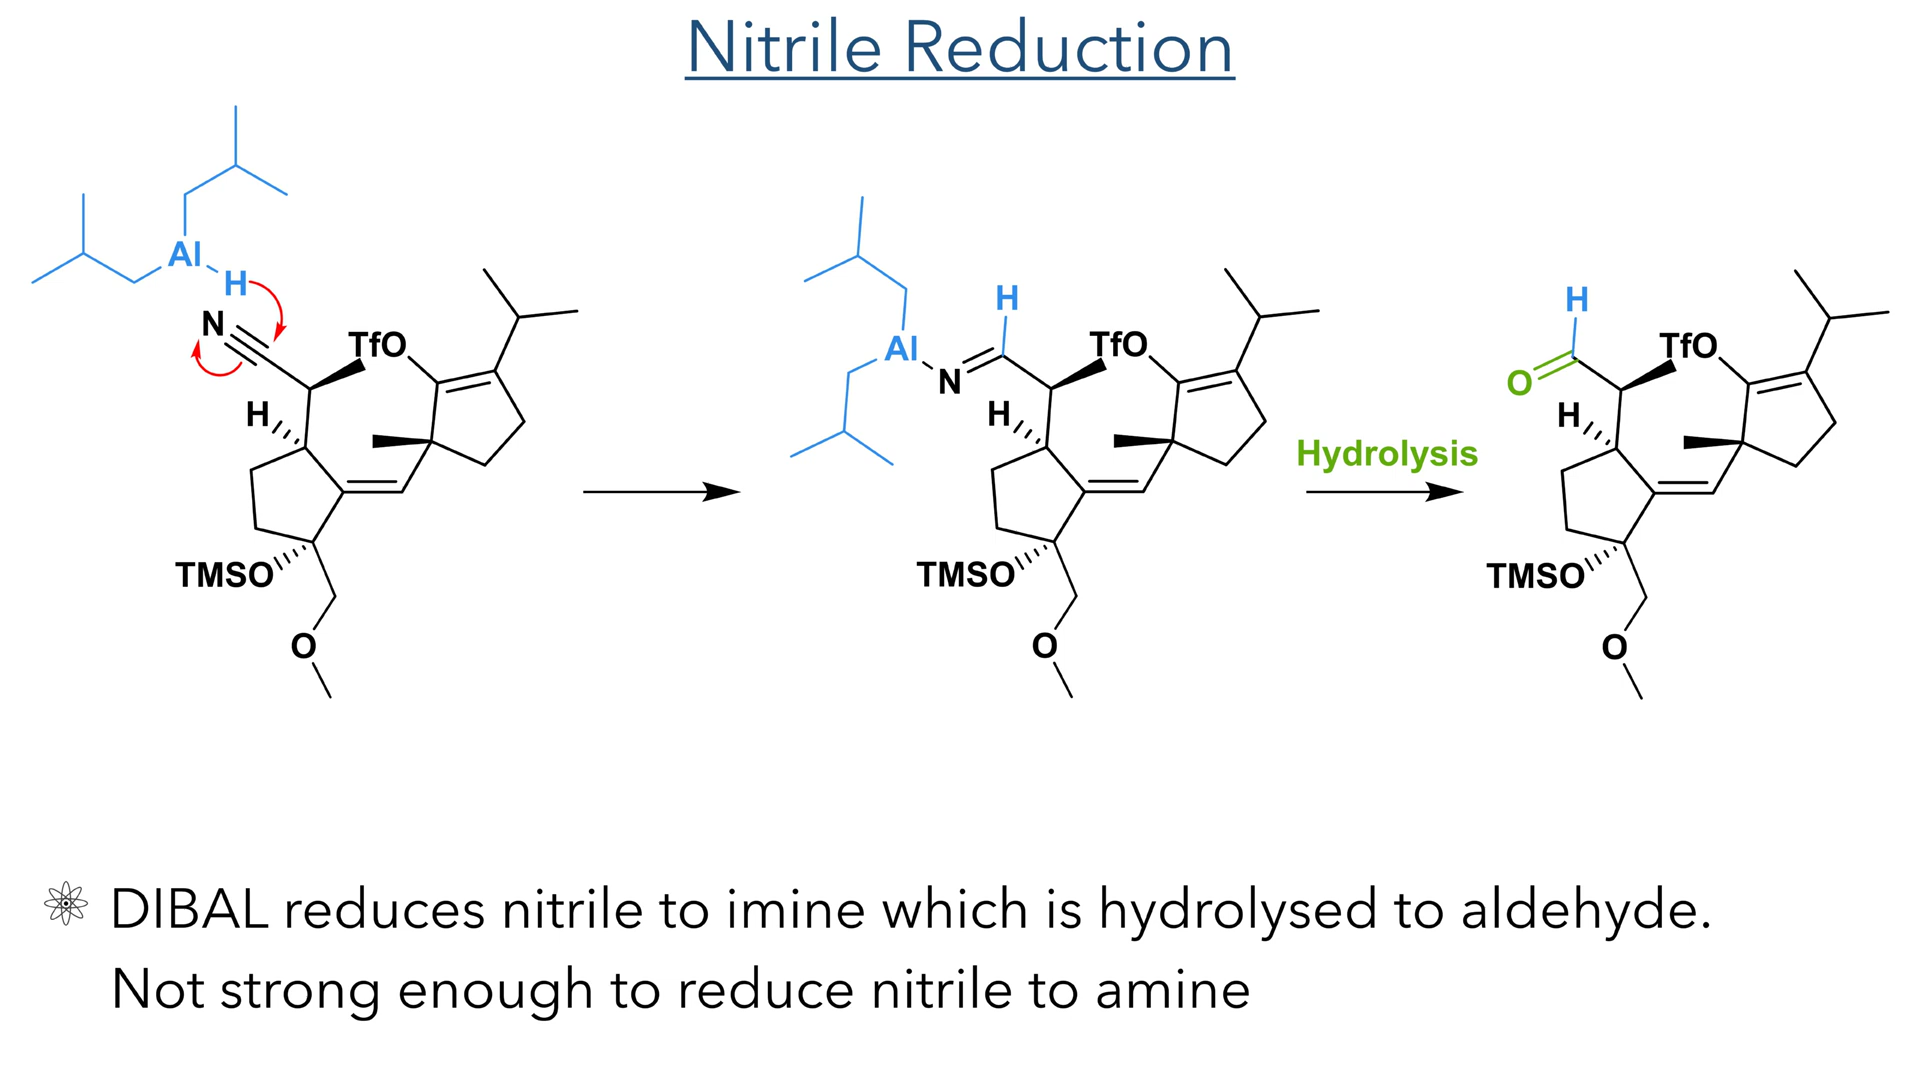 Nitrile Reduction
Al
H
N
TfO
H
TMSO
O
Al
N
H
TfO
H
TMSO
O
Hydrolysis
H
O
TfO
H
TMSO
O
DIBAL reduces nitrile to imine which is hydrolysed to aldehyde.
Not strong enough to reduce nitrile to amine